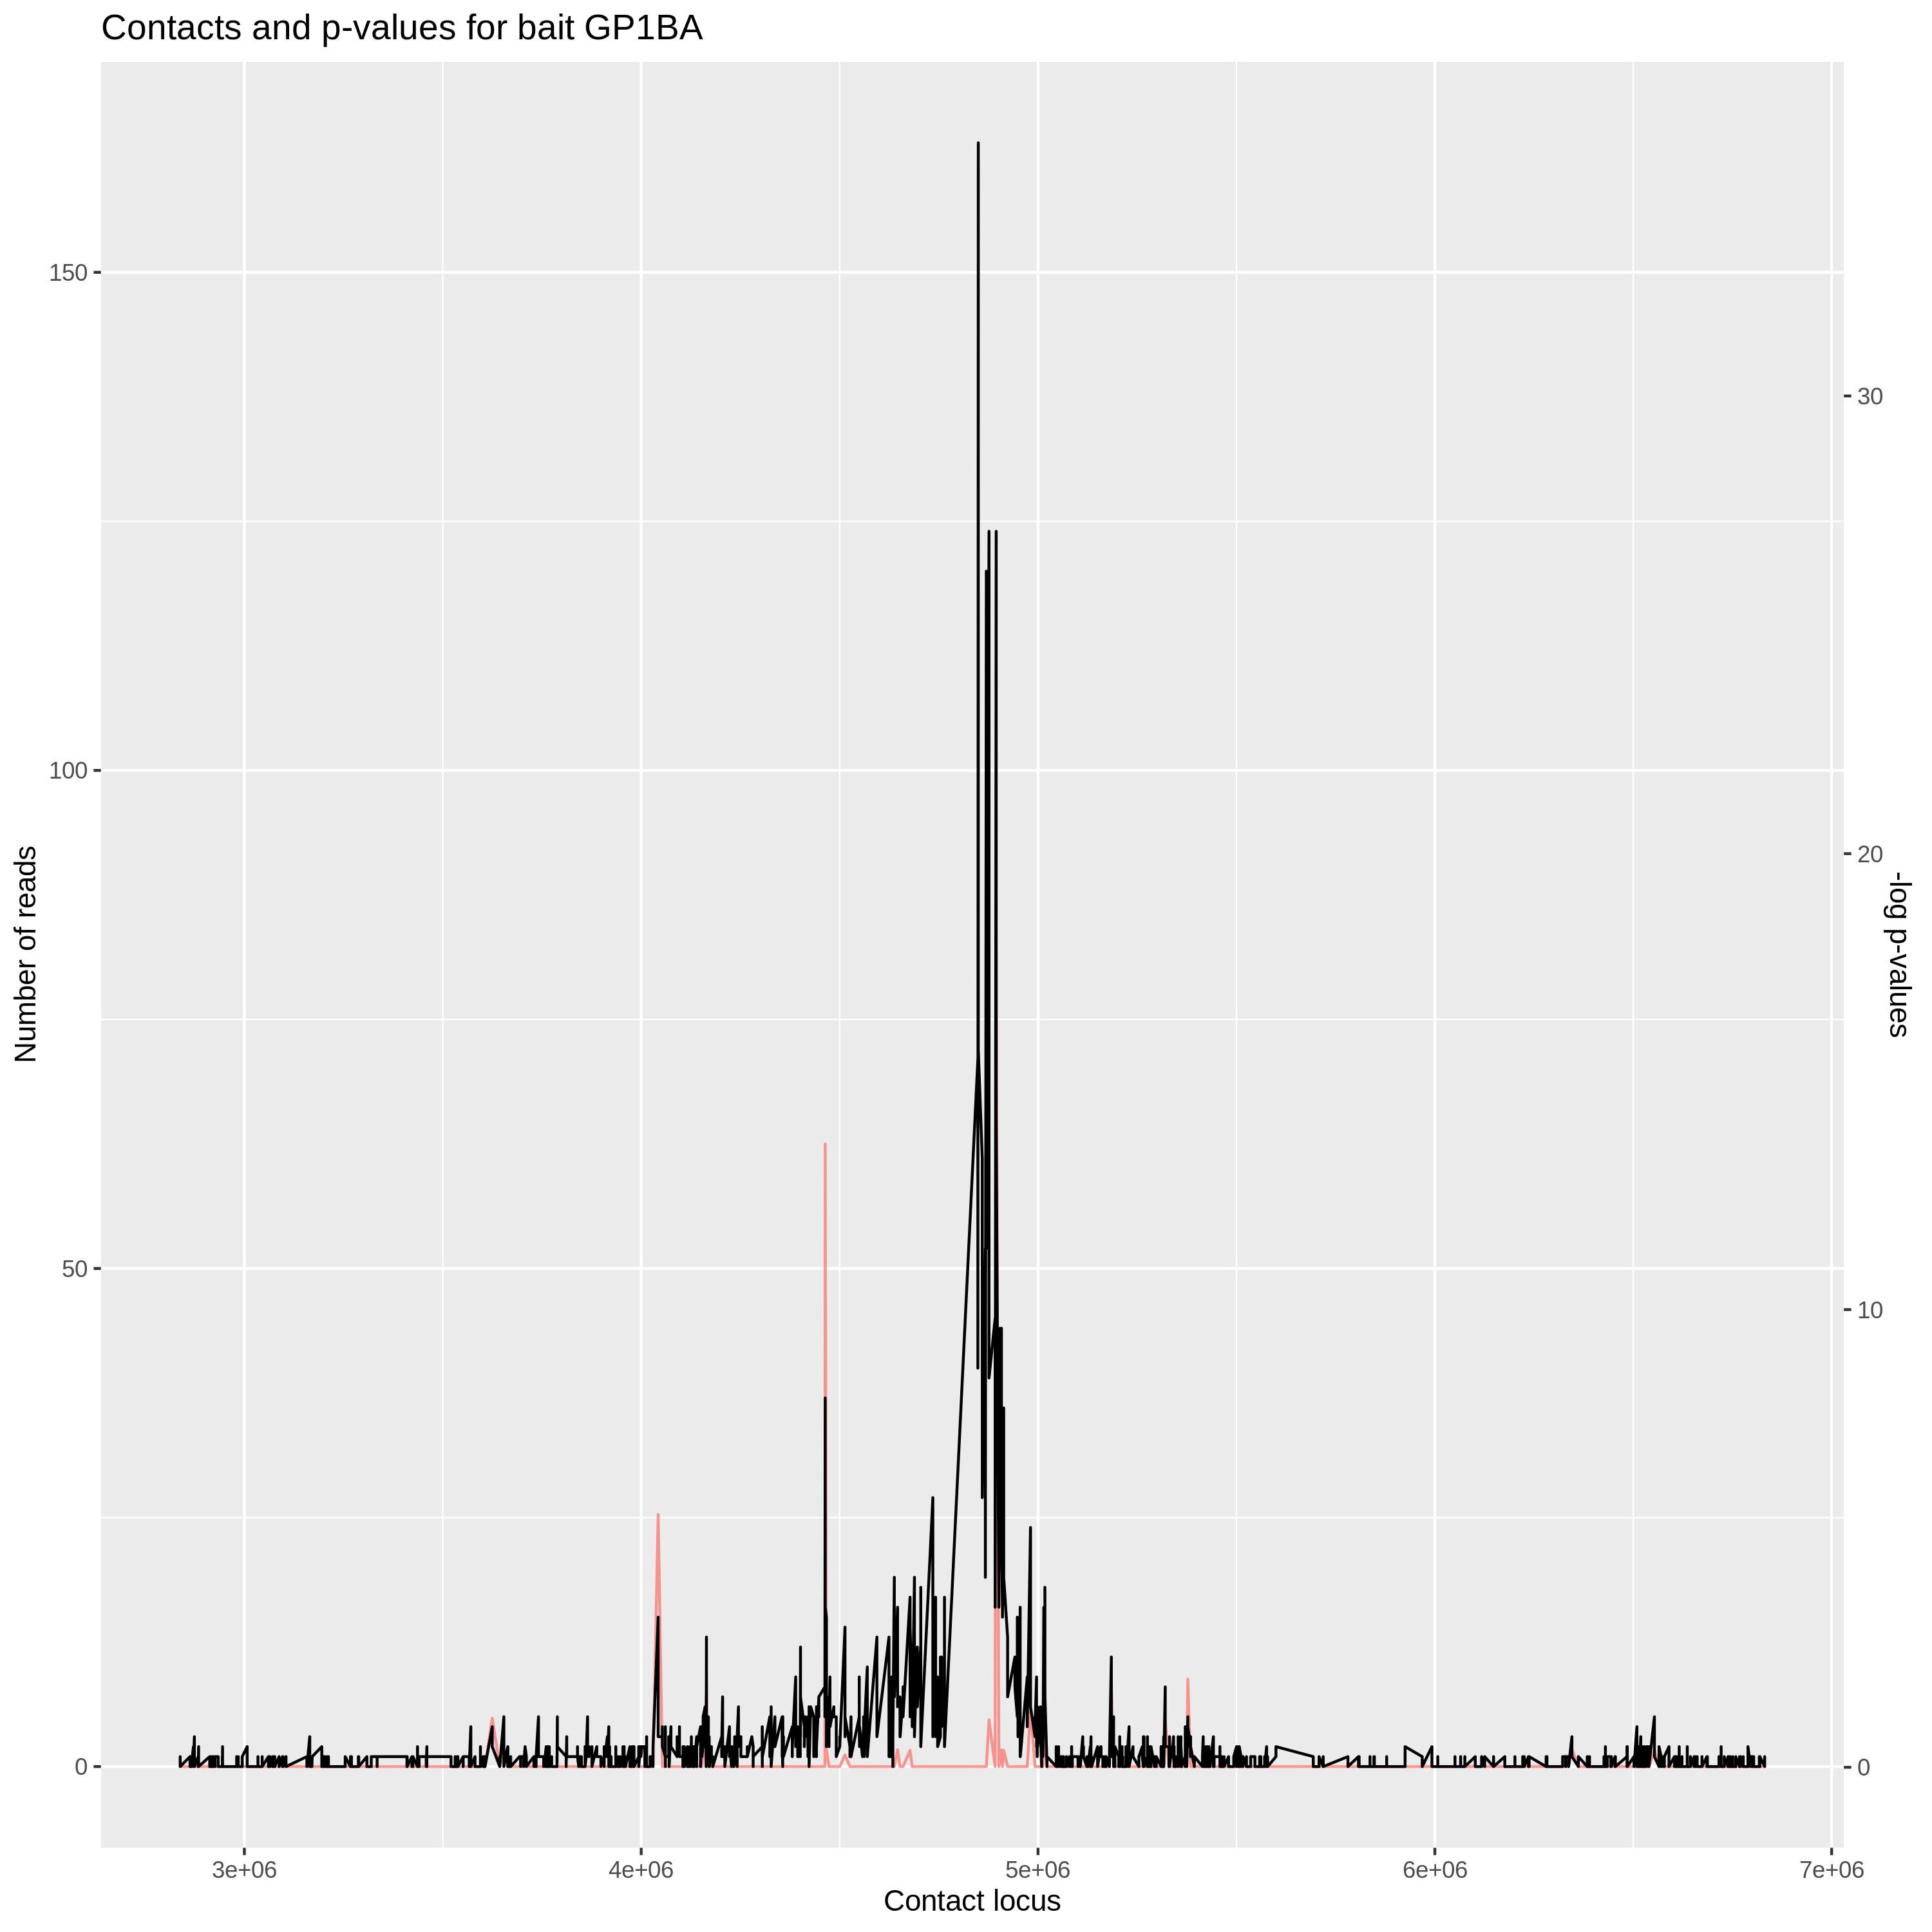 Contacts and p-values for bait GP1BA
150
100
50
0
30
20
10
0
Number of reads
-log p-values
3e+06
4e+06
5e+06
6e+06
7e+06
Contact locus